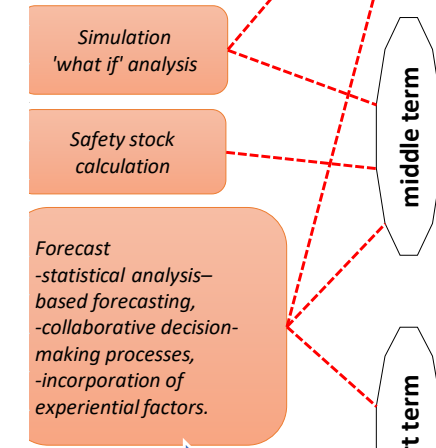 Simulation
'what if' analysis
Safety stock
calculation
middle term
Forecast
-statistical analysis–
based forecasting,
-collaborative decision-
making processes,
-incorporation of
experiential factors.
term